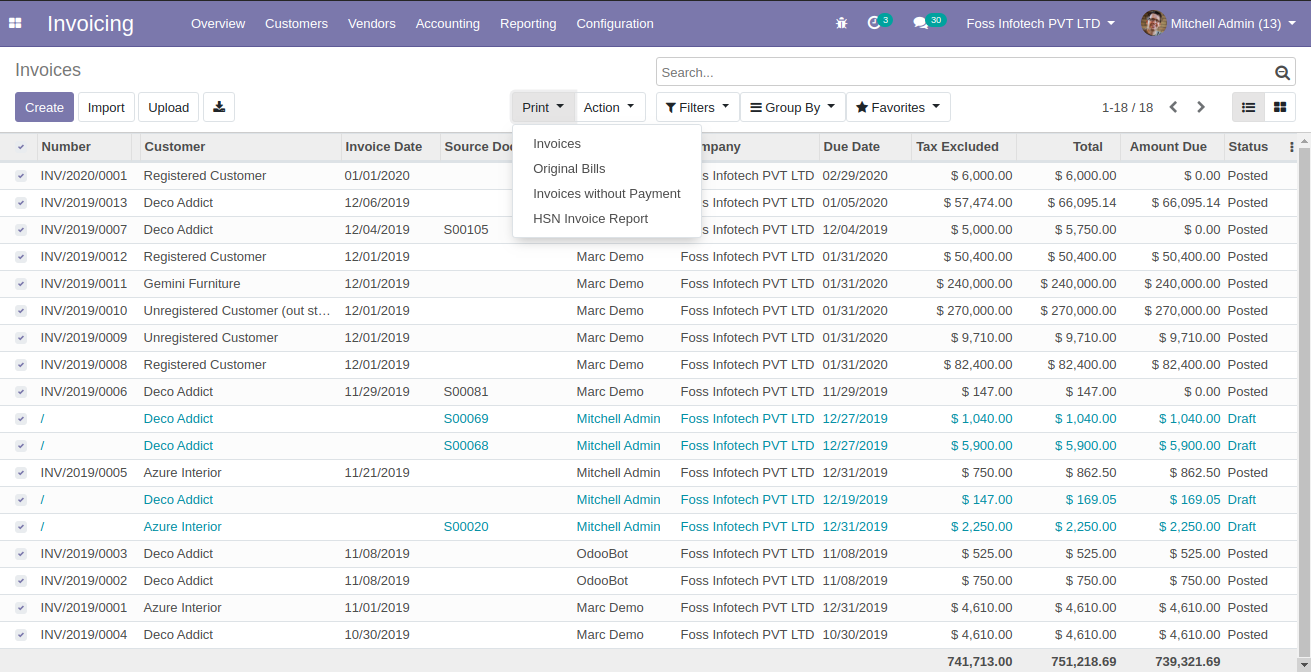 Invoicing Overview Customers Vendors Accounting Reporting Configuration 3 30 Foss Infotech PVT LTD Mitchell Admin (13)
Invoices Search...
Create Import Upload Print Action Filters Group By Favorites 1-18 / 18
Number Customer Invoice Date Source Doc mpany Due Date Tax Excluded Total Amount Due Status
Invoices
Original Bills
Invoices without Payment
HSN Invoice Report
INV/2020/0001 Registered Customer 01/01/2020 s Infotech PVT LTD 02/29/2020 $ 6,000.00 $ 6,000.00 $ 0.00 Posted
INV/2019/0013 Deco Addict 12/06/2019 s Infotech PVT LTD 01/05/2020 $ 57,474.00 $ 66,095.14 $ 66,095.14 Posted
INV/2019/0007 Deco Addict 12/04/2019 S00105 s Infotech PVT LTD 12/04/2019 $ 5,000.00 $ 5,750.00 $ 0.00 Posted
INV/2019/0012 Registered Customer 12/01/2019 Marc Demo Foss Infotech PVT LTD 01/31/2020 $ 50,400.00 $ 50,400.00 $ 50,400.00 Posted
INV/2019/0011 Gemini Furniture 12/01/2019 Marc Demo Foss Infotech PVT LTD 01/31/2020 $ 240,000.00 $ 240,000.00 $ 240,000.00 Posted
INV/2019/0010 Unregistered Customer (out st… 12/01/2019 Marc Demo Foss Infotech PVT LTD 01/31/2020 $ 270,000.00 $ 270,000.00 $ 270,000.00 Posted
INV/2019/0009 Unregistered Customer 12/01/2019 Marc Demo Foss Infotech PVT LTD 01/31/2020 $ 9,710.00 $ 9,710.00 $ 9,710.00 Posted
INV/2019/0008 Registered Customer 12/01/2019 Marc Demo Foss Infotech PVT LTD 01/31/2020 $ 82,400.00 $ 82,400.00 $ 82,400.00 Posted
INV/2019/0006 Deco Addict 11/29/2019 S00081 Marc Demo Foss Infotech PVT LTD 11/29/2019 $ 147.00 $ 147.00 $ 0.00 Posted
/ Deco Addict S00069 Mitchell Admin Foss Infotech PVT LTD 12/27/2019 $ 1,040.00 $ 1,040.00 $ 1,040.00 Draft
/ Deco Addict S00068 Mitchell Admin Foss Infotech PVT LTD 12/27/2019 $ 5,900.00 $ 5,900.00 $ 5,900.00 Draft
INV/2019/0005 Azure Interior 11/21/2019 Mitchell Admin Foss Infotech PVT LTD 12/31/2019 $ 750.00 $ 862.50 $ 862.50 Posted
/ Deco Addict Mitchell Admin Foss Infotech PVT LTD 12/19/2019 $ 147.00 $ 169.05 $ 169.05 Draft
/ Azure Interior S00020 Mitchell Admin Foss Infotech PVT LTD 12/31/2019 $ 2,250.00 $ 2,250.00 $ 2,250.00 Draft
INV/2019/0003 Deco Addict 11/08/2019 OdooBot Foss Infotech PVT LTD 11/08/2019 $ 525.00 $ 525.00 $ 525.00 Posted
INV/2019/0002 Deco Addict 11/08/2019 OdooBot Foss Infotech PVT LTD 11/08/2019 $ 750.00 $ 750.00 $ 750.00 Posted
INV/2019/0001 Azure Interior 11/01/2019 Marc Demo Foss Infotech PVT LTD 12/31/2019 $ 4,610.00 $ 4,610.00 $ 4,610.00 Posted
INV/2019/0004 Deco Addict 10/30/2019 Marc Demo Foss Infotech PVT LTD 10/30/2019 $ 4,610.00 $ 4,610.00 $ 4,610.00 Posted
741,713.00 751,218.69 739,321.69